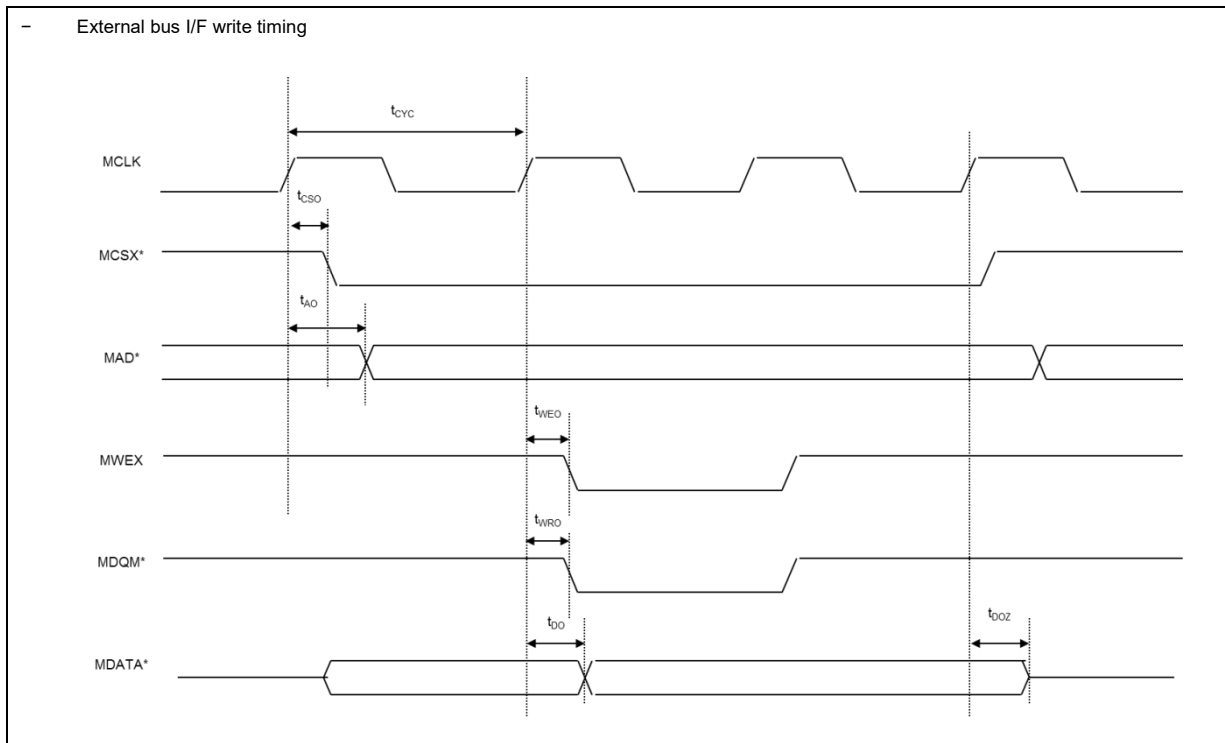 − External bus I/F write timing
tCYC
MCLK
tCSO
MCSX*
tAO
MAD*
tWEO
MWEX
tWRO
MDQM*
tDO
tDOZ
MDATA*